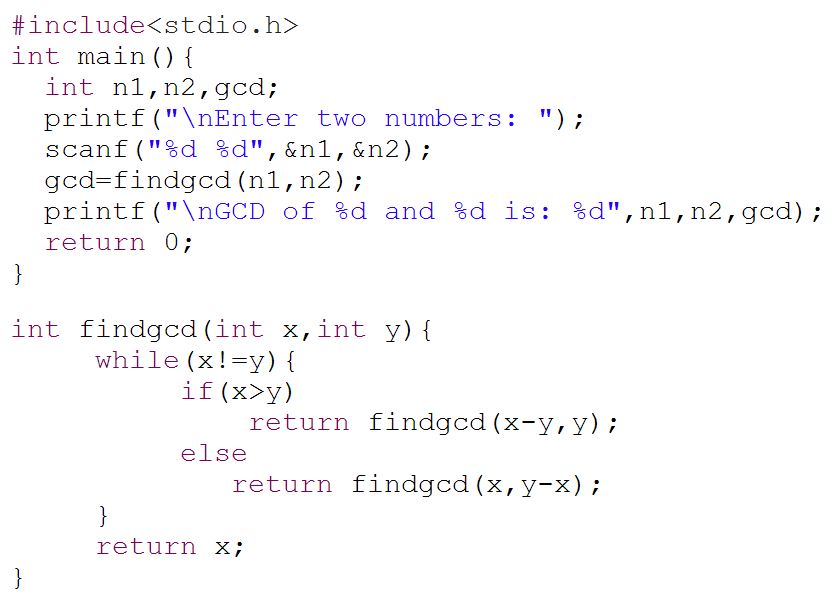 #include<stdio.h>
int main(){
  int n1,n2,gcd;
  printf("\nEnter two numbers: ");
  scanf("%d %d",&n1,&n2);
  gcd=findgcd(n1,n2);
  printf("\nGCD of %d and %d is: %d",n1,n2,gcd);
  return 0;
}

int findgcd(int x,int y){
     while(x!=y){
          if(x>y)
              return findgcd(x-y,y);
          else
             return findgcd(x,y-x);
     }
     return x;
}